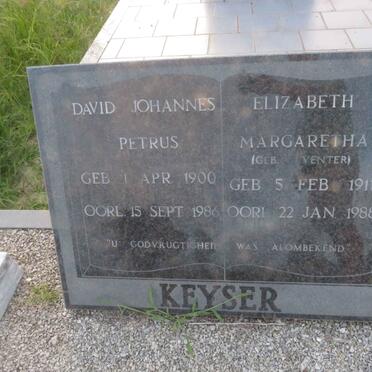 DAVID JOHANNES
PETRUS
GEB 1 APR 1900
OORL 15 SEPT 1986
ELIZABETH
MARGARETHA
(GEB. VENTER)
GEB 5 FEB
OORL 22 JAN 1988
"U GODVRUGTIGHEID WAS ALOMBEKEND"
KEYSER